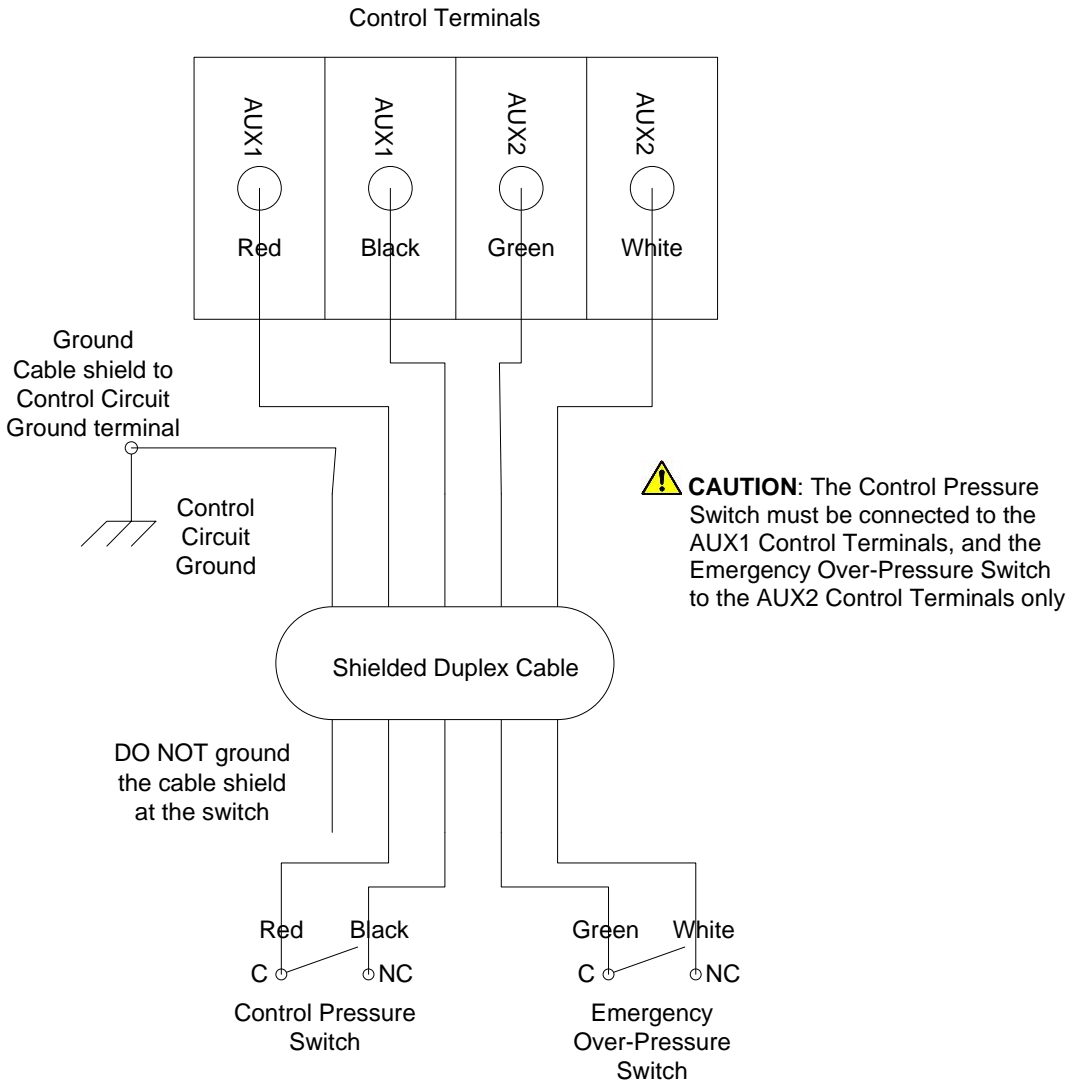 Control Terminals
AUX1
AUX1
AUX2
AUX2
Red
Black
Green
White
Ground
Cable shield to
Control Circuit
Ground terminal
Control
Circuit
Ground
CAUTION: The Control Pressure
Switch must be connected to the
AUX1 Control Terminals, and the
Emergency Over-Pressure Switch
to the AUX2 Control Terminals only
Shielded Duplex Cable
DO NOT ground
the cable shield
at the switch
Red
Black
C
NC
Control Pressure
Switch
Green
White
C
NC
Emergency
Over-Pressure
Switch